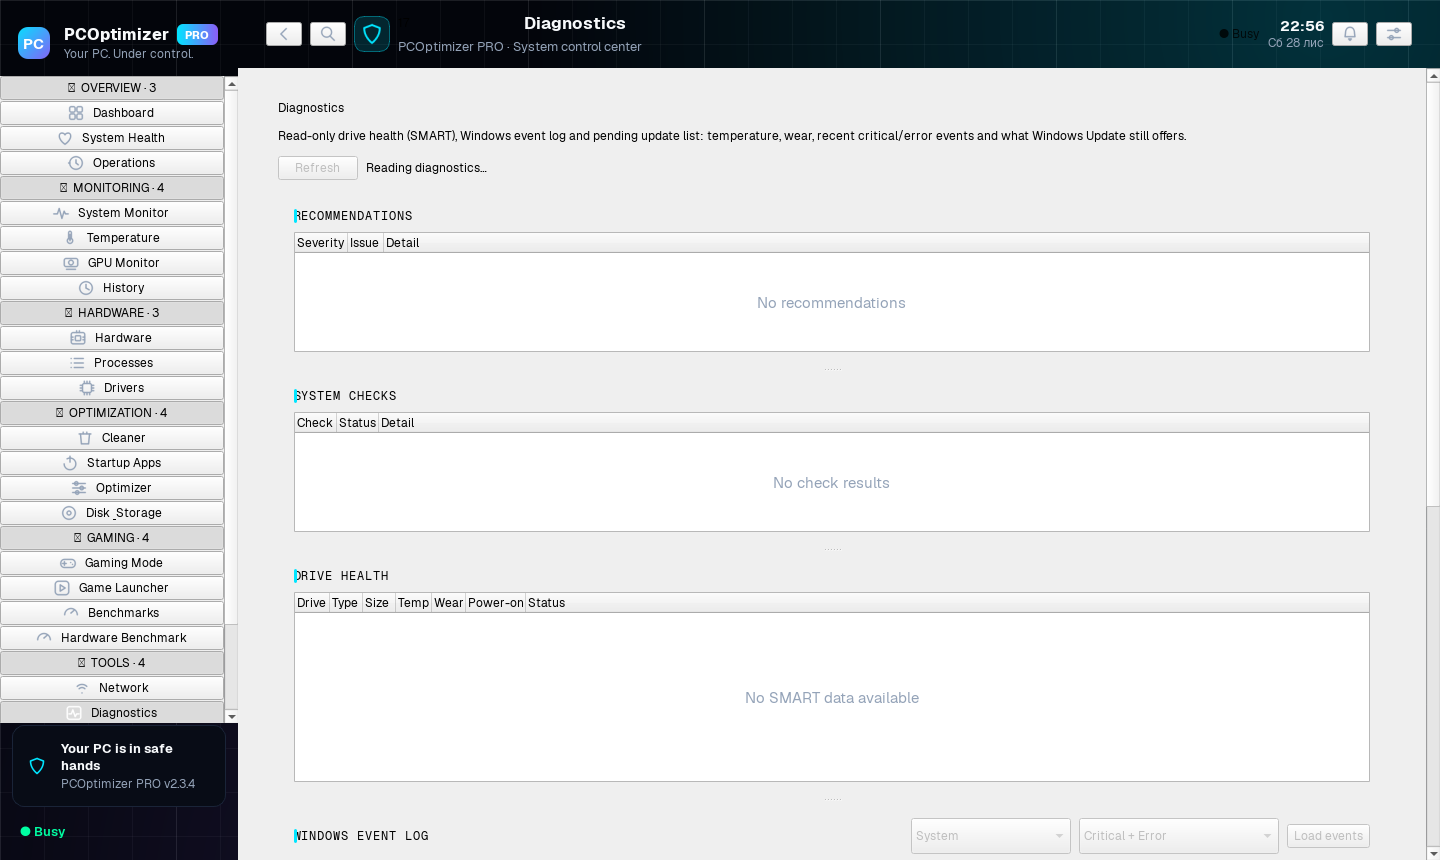 PC
PCOptimizer PRO
Your PC. Under control.
OVERVIEW · 3
Dashboard
System Health
Operations
MONITORING · 4
System Monitor
Temperature
GPU Monitor
History
HARDWARE · 3
Hardware
Processes
Drivers
OPTIMIZATION · 4
Cleaner
Startup Apps
Optimizer
Disk _Storage
GAMING · 4
Gaming Mode
Game Launcher
Benchmarks
Hardware Benchmark
TOOLS · 4
Network
Diagnostics
Your PC is in safe
hands
PCOptimizer PRO v2.3.4
Busy
Diagnostics
PCOptimizer PRO · System control center
Busy
22:56
Сб 28 лис
Diagnostics
Read-only drive health (SMART), Windows event log and pending update list: temperature, wear, recent critical/error events and what Windows Update still offers.
Refresh Reading diagnostics…
RECOMMENDATIONS
Severity Issue Detail
No recommendations
SYSTEM CHECKS
Check Status Detail
No check results
DRIVE HEALTH
Drive Type Size Temp Wear Power-on Status
No SMART data available
WINDOWS EVENT LOG System Critical + Error Load events